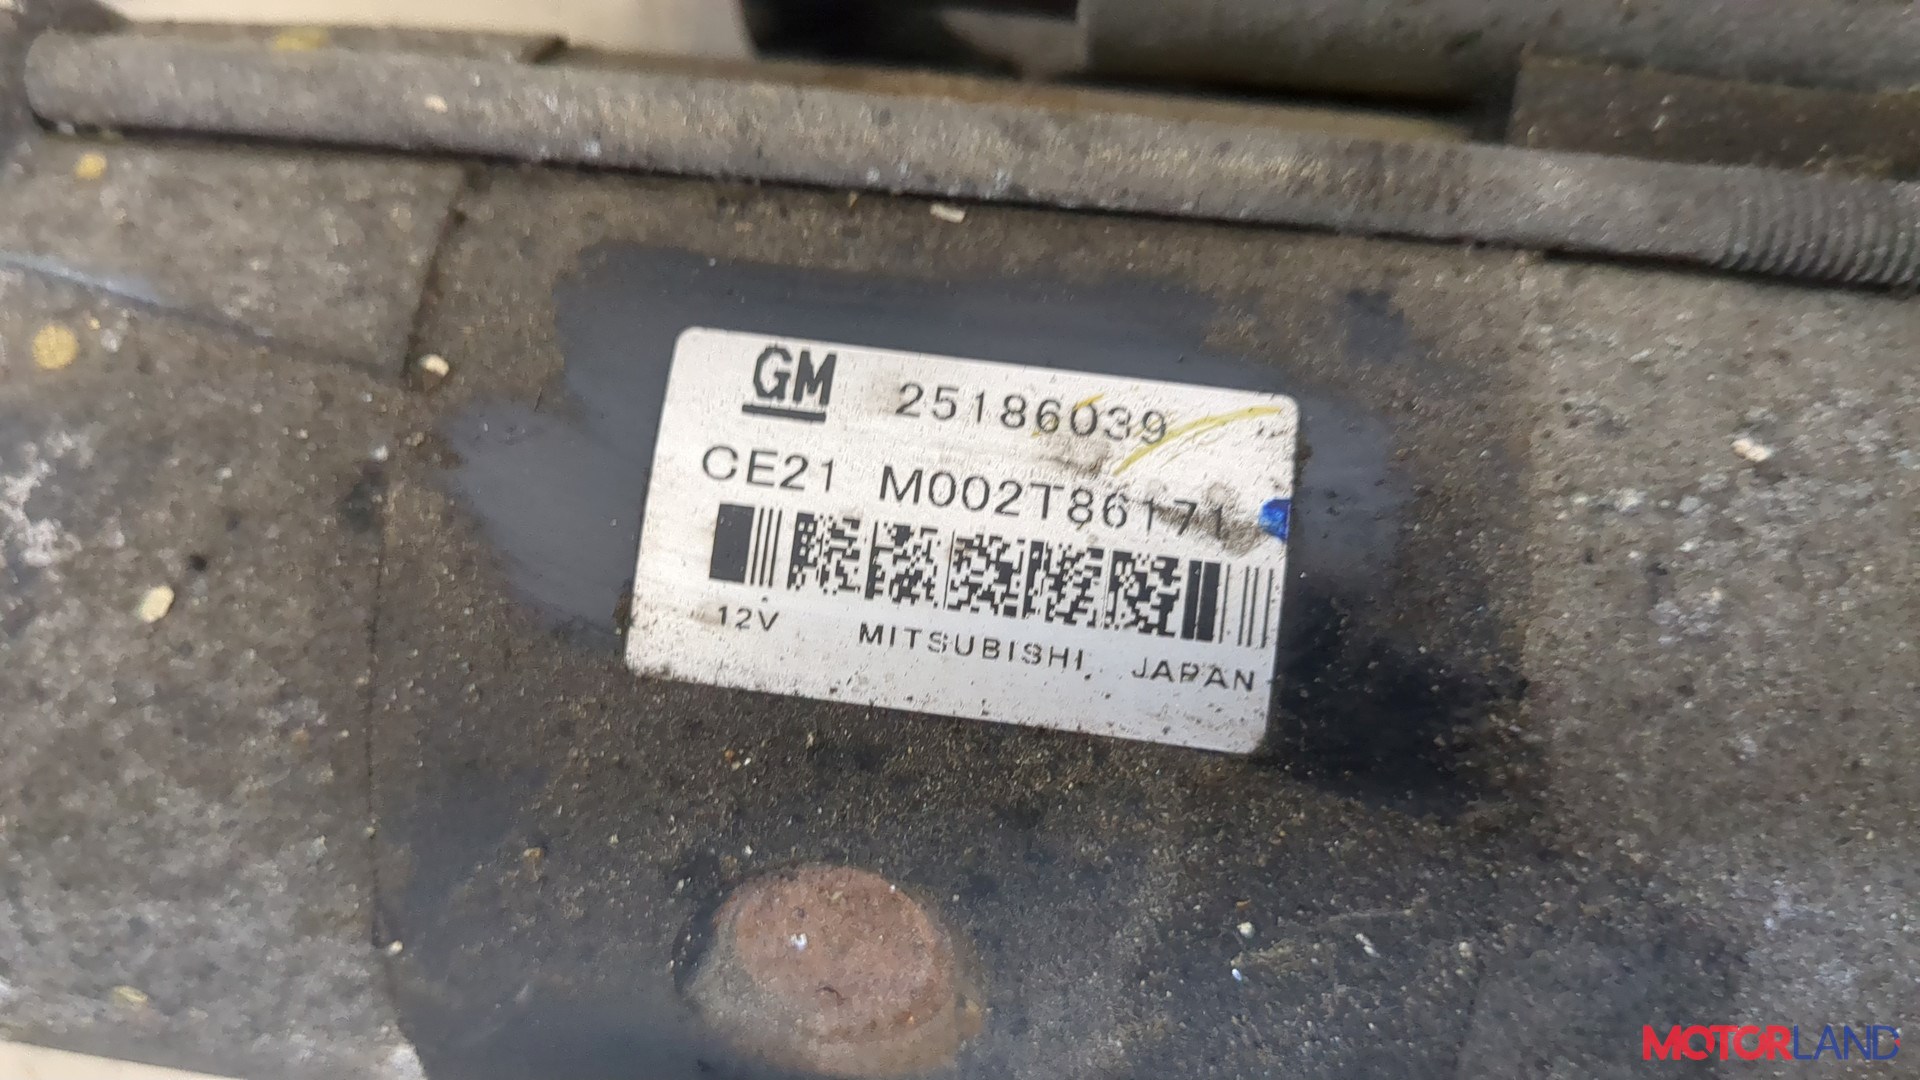 GM 25186039
CE21 M002T86171
12V MITSUBISHI JAPAN
MOTORLAND